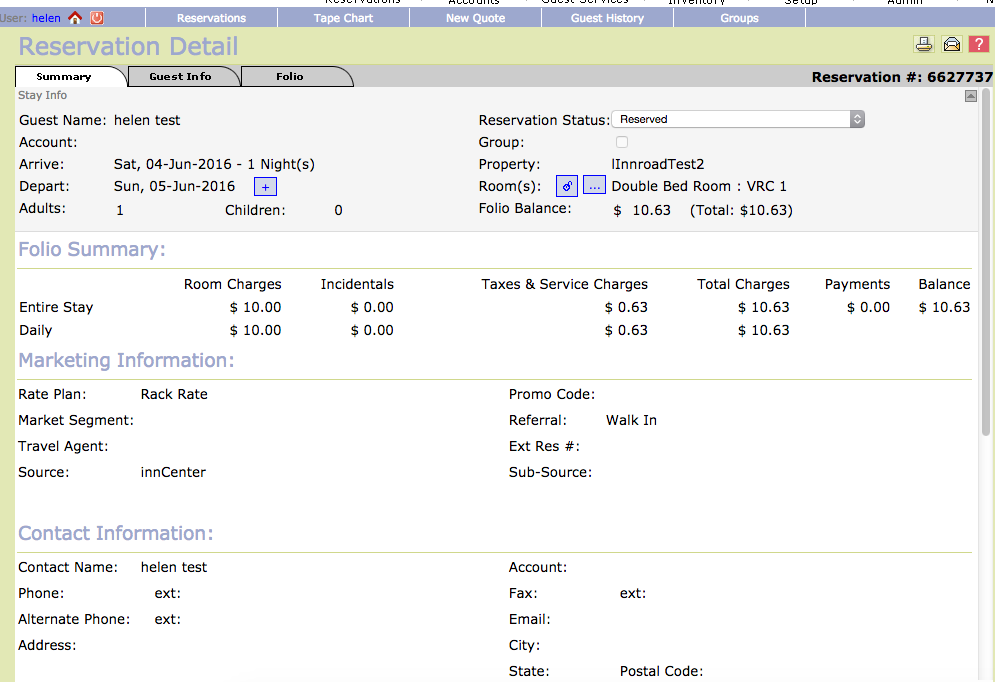 Reservations Accounts Guest Services Inventory Setup Admin
User: helen Reservations Tape Chart New Quote Guest History Groups
Reservation Detail
?
Summary Guest Info Folio Reservation #: 6627737
Stay Info
Guest Name: helen test Reservation Status: Reserved
Account: Group:
Arrive: Sat, 04-Jun-2016 - 1 Night(s) Property: lInnroadTest2
Depart: Sun, 05-Jun-2016 + Room(s): ... Double Bed Room : VRC 1
Adults: 1 Children: 0 Folio Balance: $ 10.63 (Total: $10.63)
Folio Summary:
Room Charges Incidentals Taxes & Service Charges Total Charges Payments Balance
Entire Stay $ 10.00 $ 0.00 $ 0.63 $ 10.63 $ 0.00 $ 10.63
Daily $ 10.00 $ 0.00 $ 0.63 $ 10.63
Marketing Information:
Rate Plan: Rack Rate Promo Code:
Market Segment: Referral: Walk In
Travel Agent: Ext Res #:
Source: innCenter Sub-Source:
Contact Information:
Contact Name: helen test Account:
Phone: ext: Fax: ext:
Alternate Phone: ext: Email:
Address: City:
State: Postal Code: